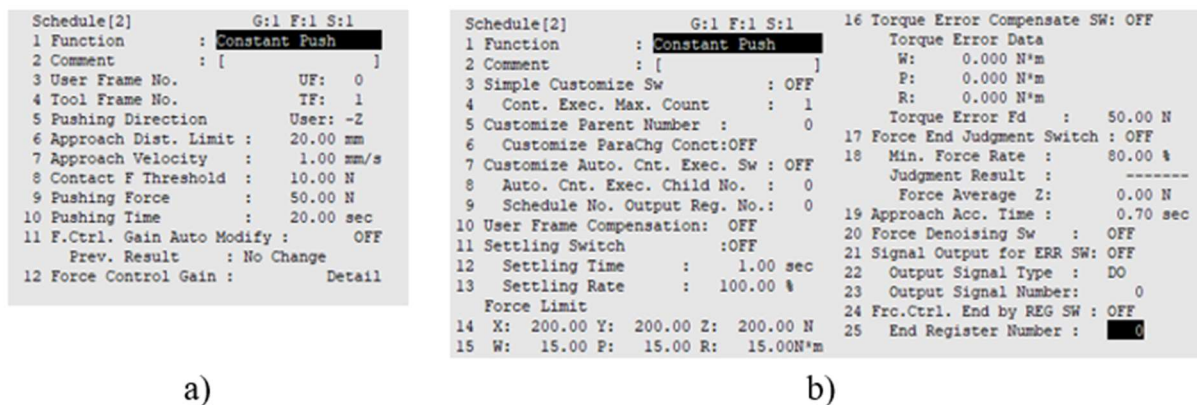 Schedule[2] G:1 F:1 S:1
1 Function : Constant Push
2 Comment : [ ]
3 User Frame No. UF: 0
4 Tool Frame No. TF: 1
5 Pushing Direction User: -Z
6 Approach Dist. Limit : 20.00 mm
7 Approach Velocity : 1.00 mm/s
8 Contact F Threshold : 10.00 N
9 Pushing Force : 50.00 N
10 Pushing Time : 20.00 sec
11 F.Ctrl. Gain Auto Modify : OFF
Prev. Result : No Change
12 Force Control Gain : Detail
a)
Schedule[2] G:1 F:1 S:1
1 Function : Constant Push
2 Comment : [ ]
3 Simple Customize Sw : OFF
4 Cont. Exec. Max. Count : 1
5 Customize Parent Number : 0
6 Customize ParaChg Conct:OFF
7 Customize Auto. Cnt. Exec. Sw : OFF
8 Auto. Cnt. Exec. Child No. : 0
9 Schedule No. Output Reg. No.: 0
10 User Frame Compensation: OFF
11 Settling Switch :OFF
12 Settling Time : 1.00 sec
13 Settling Rate : 100.00 %
Force Limit
14 X: 200.00 Y: 200.00 Z: 200.00 N
15 W: 15.00 P: 15.00 R: 15.00N*m
16 Torque Error Compensate SW: OFF
Torque Error Data
W: 0.000 N*m
P: 0.000 N*m
R: 0.000 N*m
Torque Error Fd : 50.00 N
17 Force End Judgment Switch : OFF
18 Min. Force Rate : 80.00 %
Judgment Result : -------
Force Average Z: 0.00 N
19 Approach Acc. Time : 0.70 sec
20 Force Denoising Sw : OFF
21 Signal Output for ERR SW: OFF
22 Output Signal Type : DO
23 Output Signal Number: 0
24 Frc.Ctrl. End by REG SW : OFF
25 End Register Number : 0
b)